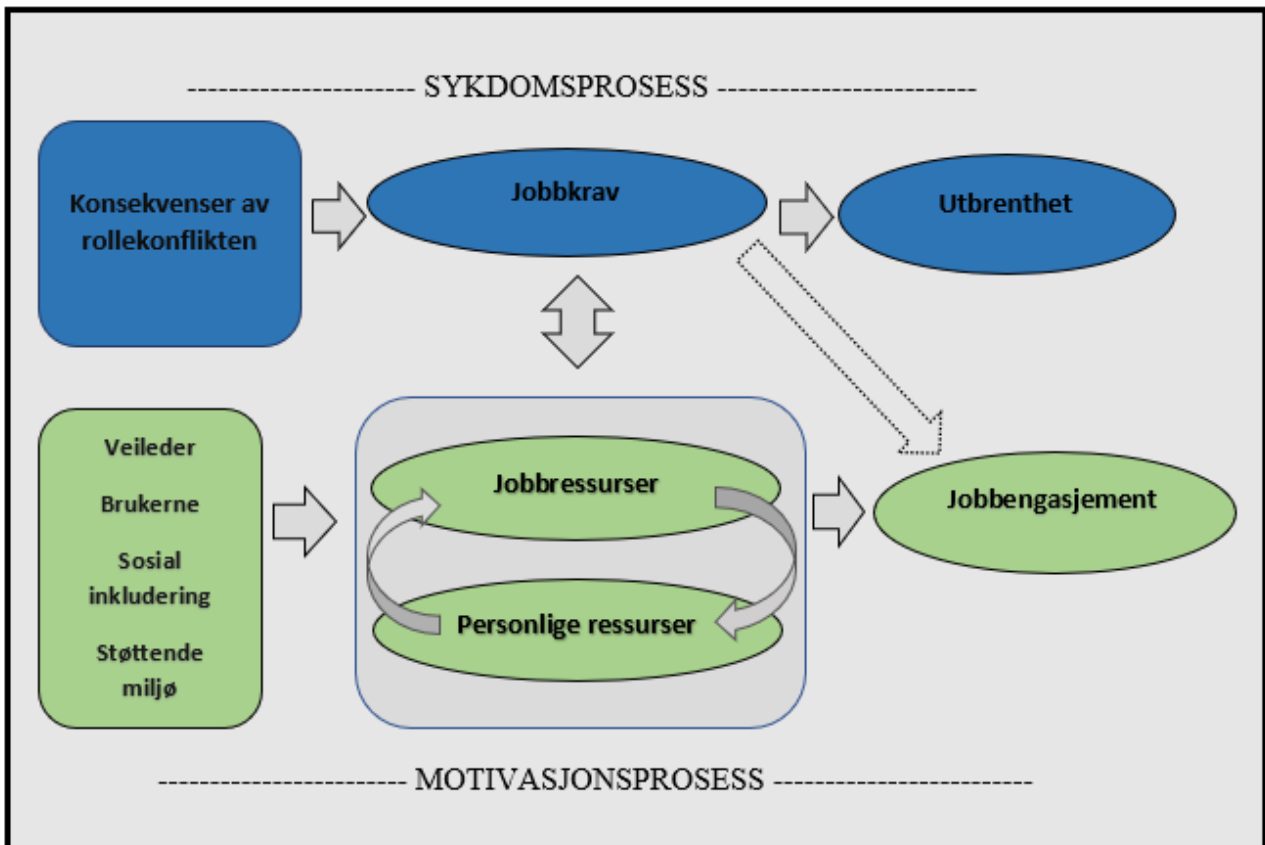 --------------------- SYKDOMSPROSESS ------------------------
Konsekvenser av
rollekonflikten
Jobbkrav
Utbrenthet
Veileder
Brukerne
Sosial
inkludering
Støttende
miljø
Jobbressurser
Personlige ressurser
Jobbengasjement
----------------------- MOTIVASJONSPROSESS ------------------------